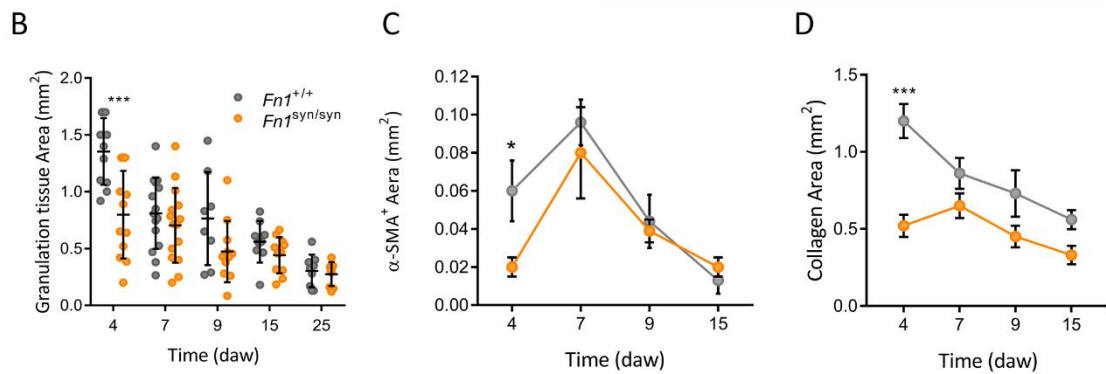 B
Granulation tissue Area (mm²)
2.0
1.5
1.0
0.5
0.0
***
Fn1+/+
Fn1syn/syn
4 7 9 15 25
Time (daw)
C
α-SMA+ Aera (mm²)
0.12
0.10
0.08
0.06
0.04
0.02
0.00
*
4 7 9 15
Time (daw)
D
Collagen Area (mm²)
1.5
1.0
0.5
0.0
***
4 7 9 15
Time (daw)